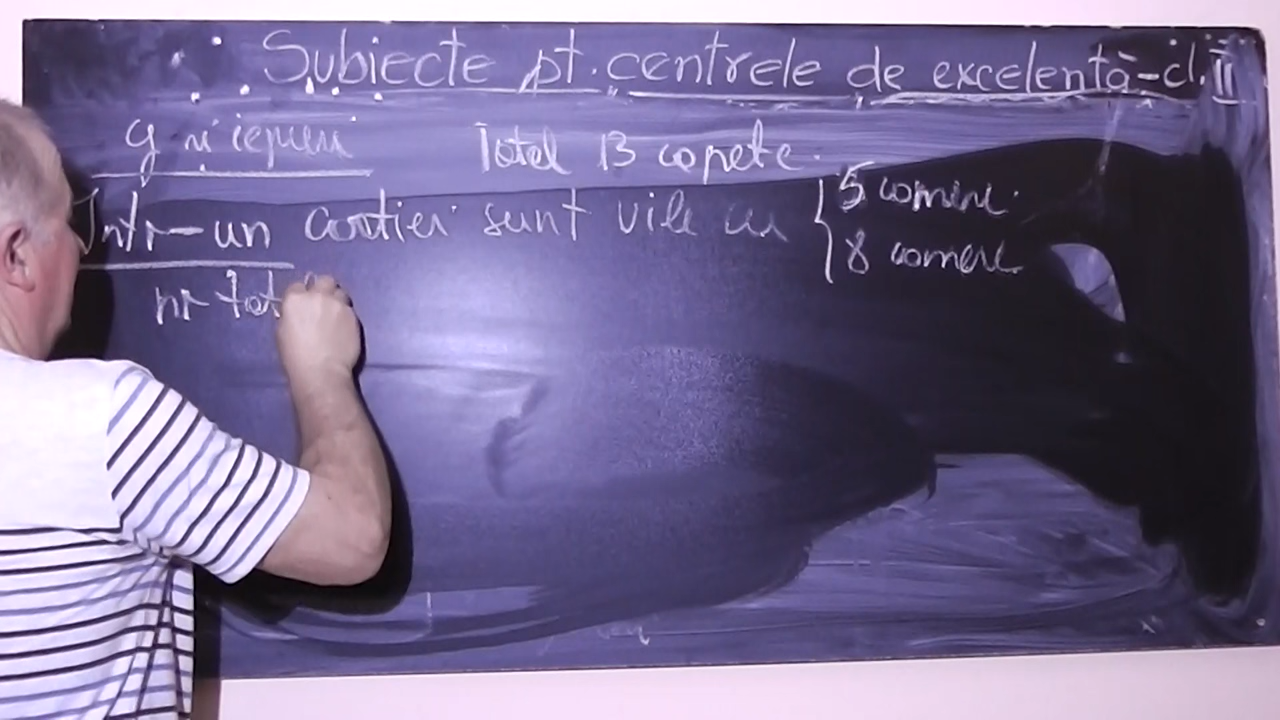 Subiecte pt. centrele de excelentă-cl. II
g și iepuri Total 13 capete.
Într-un cartier sunt vile cu { 5 camere.
8 camere
nr tot